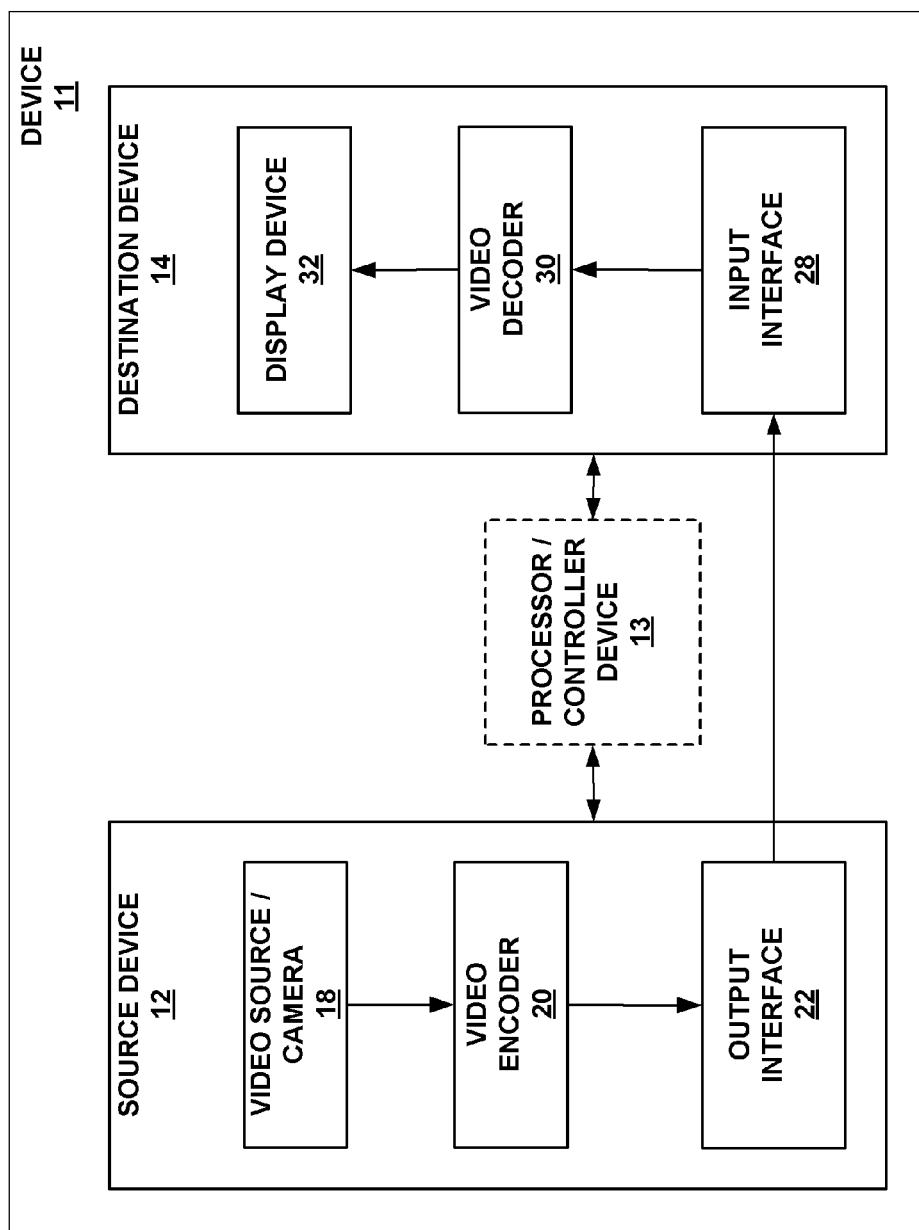 DEVICE
11
SOURCE DEVICE
12
VIDEO SOURCE /
CAMERA
18
VIDEO
ENCODER
20
OUTPUT
INTERFACE
22
PROCESSOR /
CONTROLLER
DEVICE
13
DESTINATION DEVICE
14
DISPLAY DEVICE
32
VIDEO
DECODER
30
INPUT
INTERFACE
28